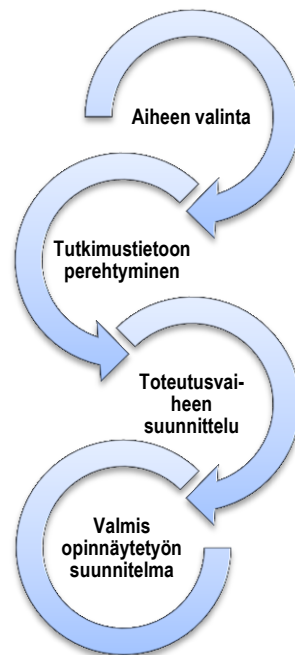 Aiheen valinta
Tutkimustietoon
perehtyminen
Toteutusvai-
heen
suunnittelu
Valmis
opinnäytetyön
suunnitelma